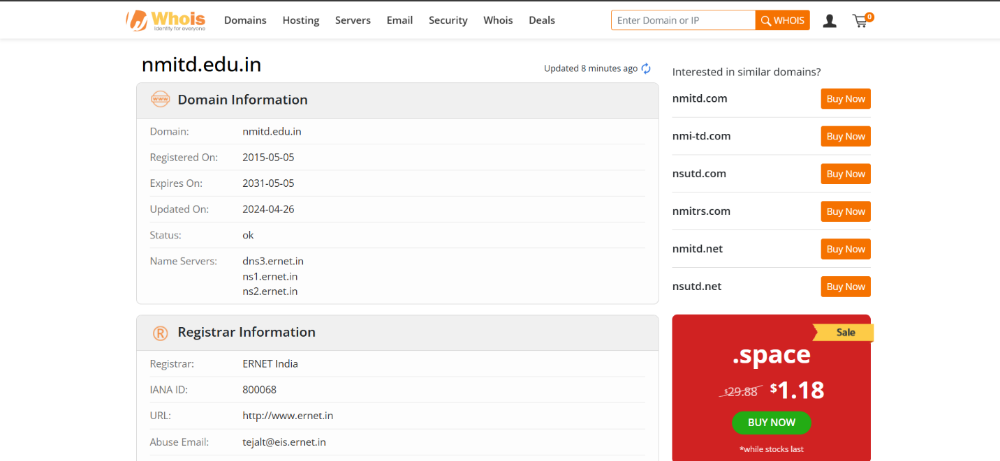 Whois
Identity for everyone
Domains Hosting Servers Email Security Whois Deals
Enter Domain or IP WHOIS 0
nmitd.edu.in
Updated 8 minutes ago
www Domain Information
Domain: nmitd.edu.in
Registered On: 2015-05-05
Expires On: 2031-05-05
Updated On: 2024-04-26
Status: ok
Name Servers: dns3.ernet.in
ns1.ernet.in
ns2.ernet.in
R Registrar Information
Registrar: ERNET India
IANA ID: 800068
URL: http://www.ernet.in
Abuse Email: tejalt@eis.ernet.in
Interested in similar domains?
nmitd.com Buy Now
nmi-td.com Buy Now
nsutd.com Buy Now
nmitrs.com Buy Now
nmitd.net Buy Now
nsutd.net Buy Now
Sale
.space
$29.88 $1.18
BUY NOW
*while stocks last